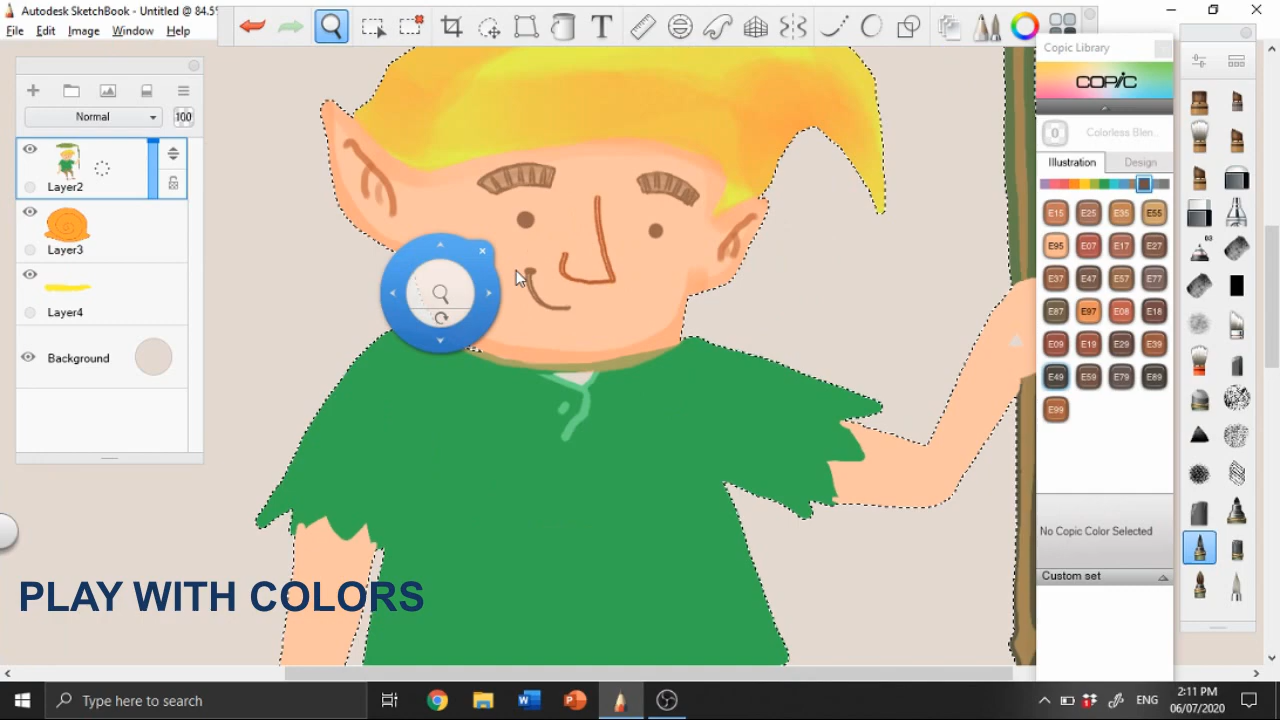 Autodesk SketchBook - Untitled @ 84.5%
File Edit Image Window Help
Normal
100
Layer2
Layer3
Layer4
Background
Copic Library
COPIC
0 Colorless Blen..
Illustration Design
E15 E25 E35 E55
E95 E07 E17 E27
E37 E47 E57 E77
E87 E97 E08 E18
E09 E19 E29 E39
E49 E59 E79 E89
E99
No Copic Color Selected
Custom set
03
PLAY WITH COLORS
Type here to search
ENG
2:11 PM
06/07/2020